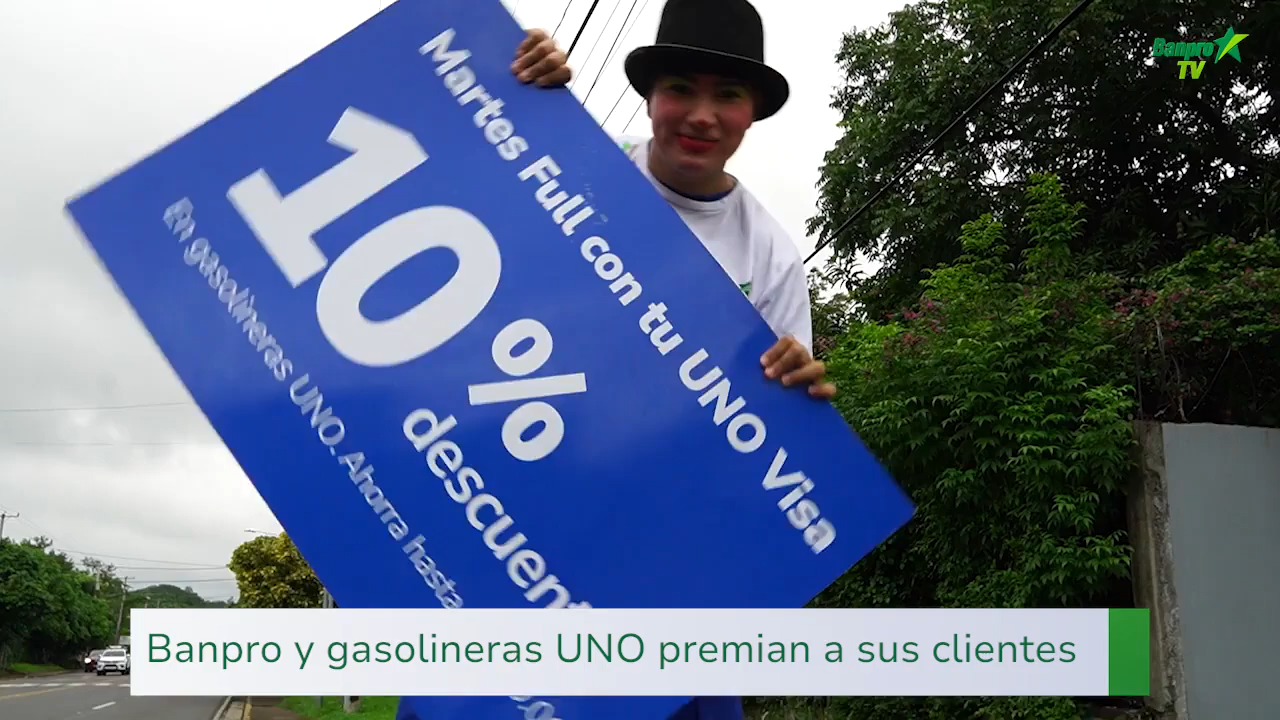 Banpro
TV
Martes Full con tu UNO Visa
10%
descuent
En gasolineras UNO. Ahorra hasta
Banpro y gasolineras UNO premian a sus clientes